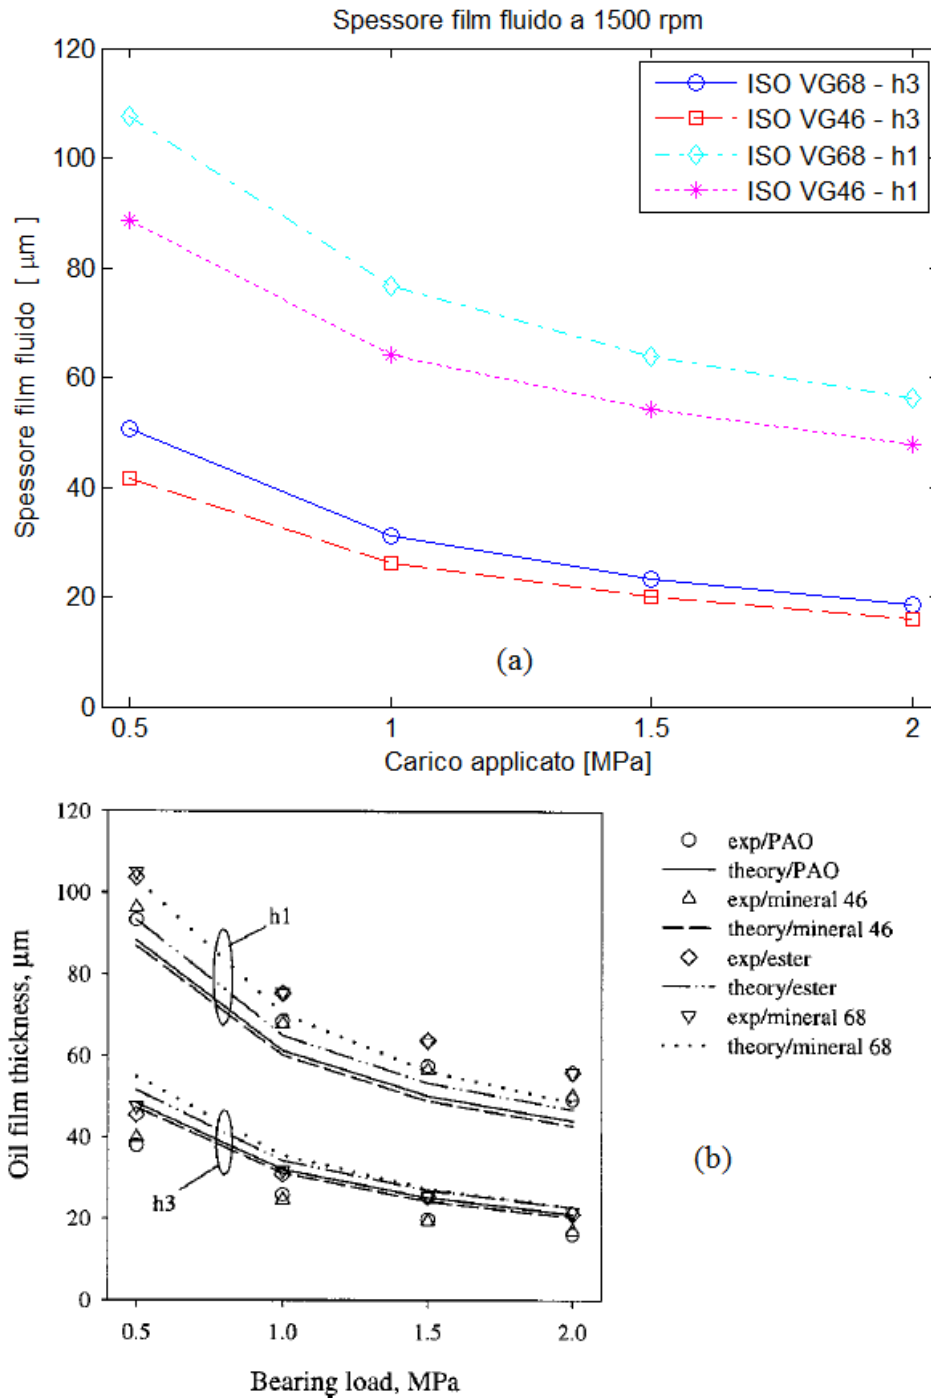 Spessore film fluido a 1500 rpm
120
100
80
60
40
20
0
Spessore film fluido [ μm ]
ISO VG68 - h3
ISO VG46 - h3
ISO VG68 - h1
ISO VG46 - h1
(a)
0.5 1 1.5 2
Carico applicato [MPa]
120
100
80
60
40
20
0
Oil film thickness, μm
h1
h3
exp/PAO
theory/PAO
exp/mineral 46
theory/mineral 46
exp/ester
theory/ester
exp/mineral 68
theory/mineral 68
(b)
0.5 1.0 1.5 2.0
Bearing load, MPa